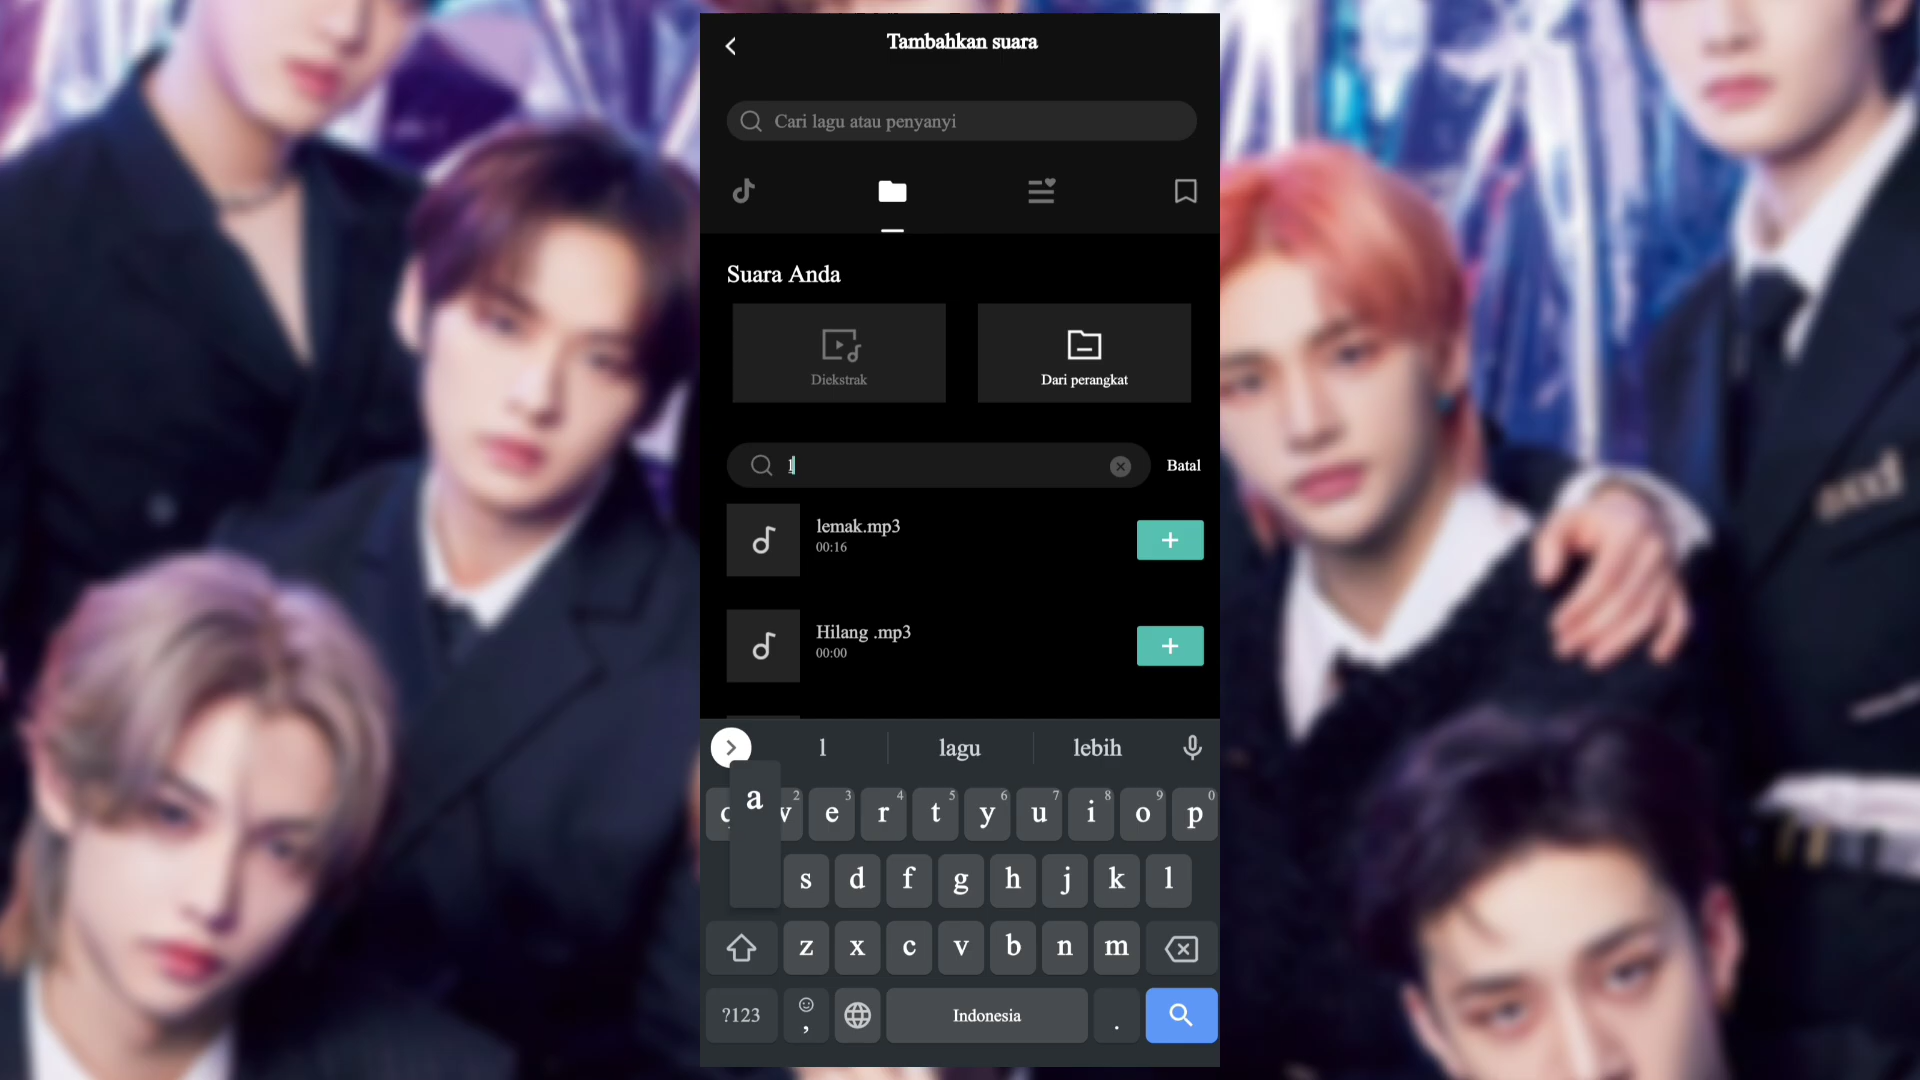 Tambahkan suara
Cari lagu atau penyanyi
Suara Anda
Diekstrak
Dari perangkat
l
Batal
lemak.mp3
00:16
Hilang .mp3
00:00
l lagu lebih
a
2 3 4 5 6 7 8 9 0
e r t y u i o p
s d f g h j k l
z x c v b n m
?123 , Indonesia .